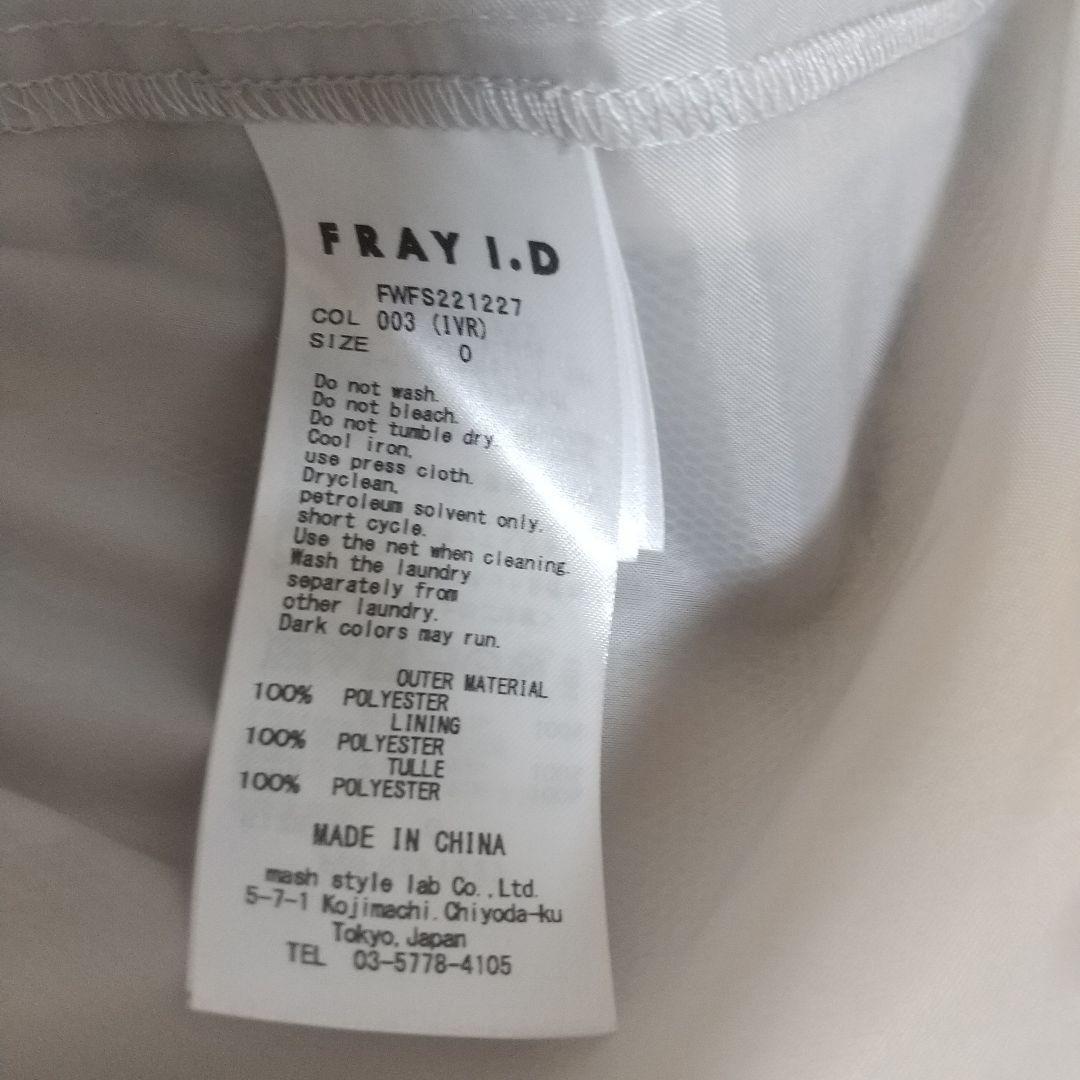 FRAY I.D
FWFS221227
COL 003 (IVR)
SIZE 0
Do not wash.
Do not bleach.
Do not tumble dry.
Cool iron,
use press cloth.
Dryclean,
petroleum solvent only.
short cycle.
Use the net when cleaning.
Wash the laundry
separately from
other laundry.
Dark colors may run.
OUTER MATERIAL
100% POLYESTER
LINING
100% POLYESTER
TULLE
100% POLYESTER
MADE IN CHINA
mash style lab Co.,Ltd.
5-7-1 Kojimachi.Chiyoda-ku
Tokyo,Japan
TEL 03-5778-4105